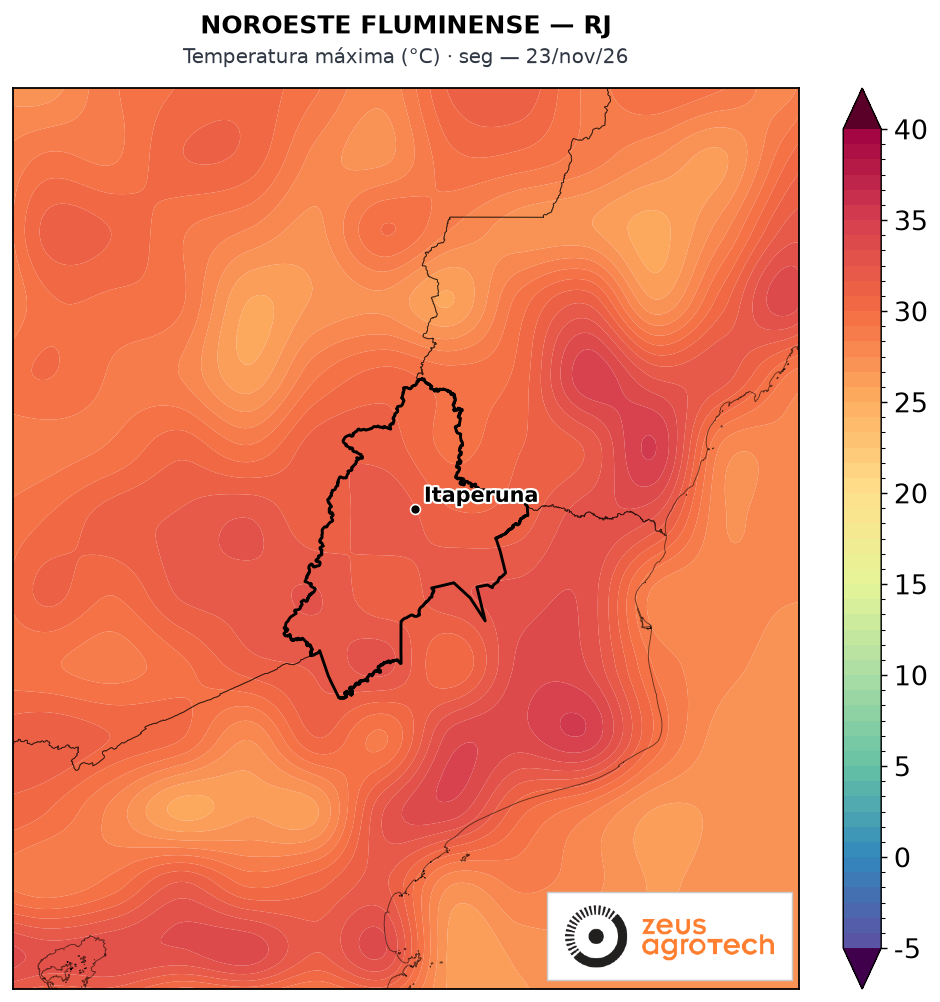 NOROESTE FLUMINENSE — RJ
Temperatura máxima (°C) · seg — 23/nov/26
Itaperuna
40
35
30
25
20
15
10
5
0
-5
zeus
agrotech